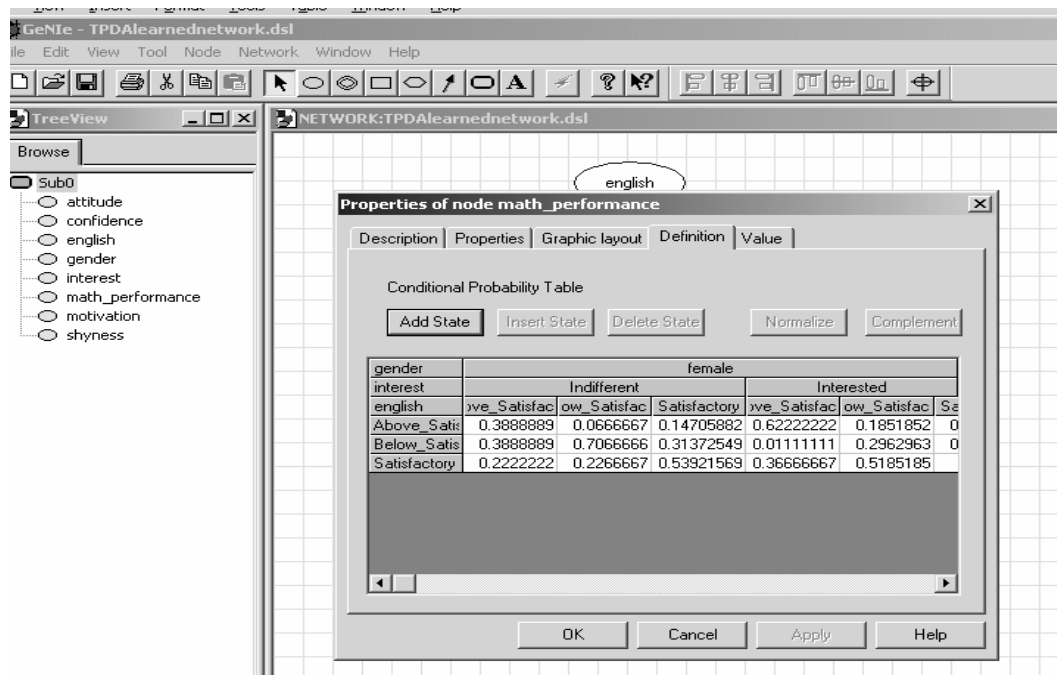 GeNIe - TPDAlearnednetwork.dsl
ile Edit View Tool Node Network Window Help
A
TreeView
NETWORK:TPDAlearnednetwork.dsl
Browse
Sub0
attitude
confidence
english
gender
interest
math_performance
motivation
shyness
english
Properties of node math_performance
Description Properties Graphic layout Definition Value
Conditional Probability Table
Add State Insert State Delete State Normalize Complement
gender female
interest Indifferent Interested
english ove_Satisfac ow_Satisfac Satisfactory ove_Satisfac ow_Satisfac Sa
Above_Satis 0.3888889 0.0666667 0.14705882 0.62222222 0.1851852 0
Below_Satis 0.3888889 0.7066666 0.31372549 0.01111111 0.2962963 0
Satisfactory 0.2222222 0.2266667 0.53921569 0.36666667 0.5185185
OK Cancel Apply Help